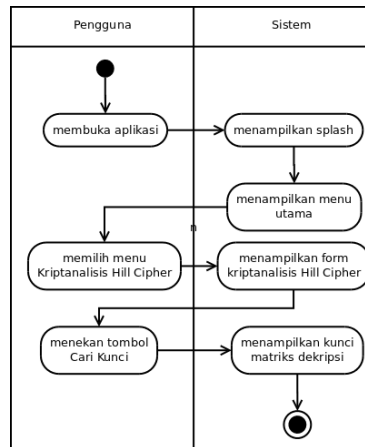 Pengguna
Sistem
membuka aplikasi
menampilkan splash
menampilkan menu
utama
n
memilih menu
Kriptanalisis Hill Cipher
menampilkan form
kriptanalisis Hill Cipher
menekan tombol
Cari Kunci
menampilkan kunci
matriks dekripsi